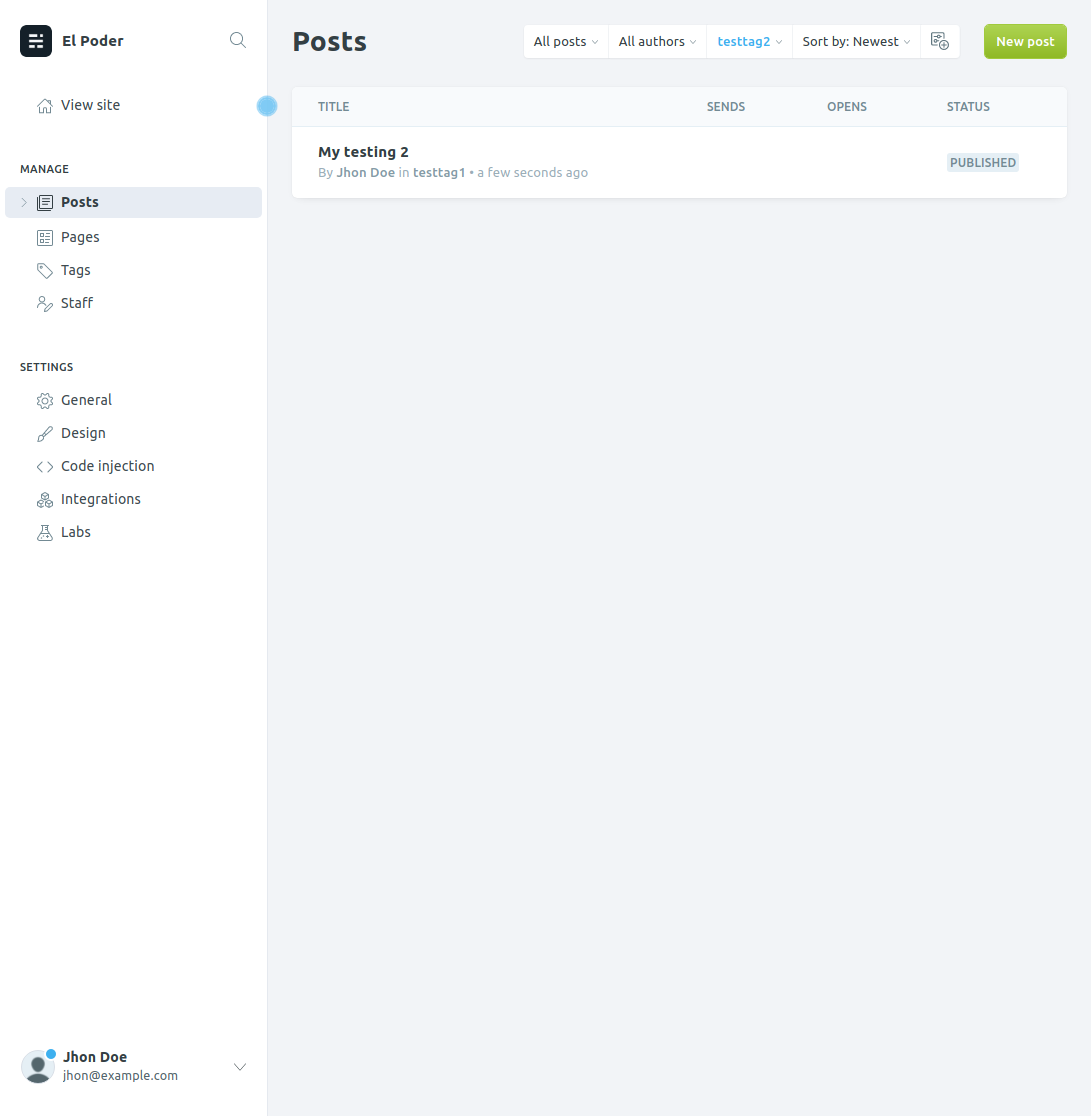 El Poder
View site
MANAGE
Posts
Pages
Tags
Staff
SETTINGS
General
Design
Code injection
Integrations
Labs
Jhon Doe
jhon@example.com
Posts
All posts
All authors
testtag2
Sort by: Newest
New post
TITLE SENDS OPENS STATUS
My testing 2
By Jhon Doe in testtag1 • a few seconds ago
PUBLISHED